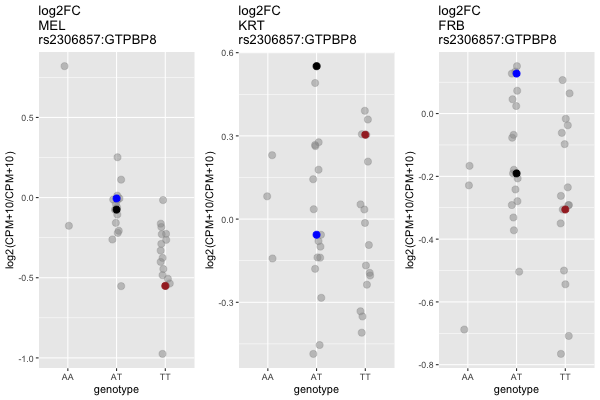 log2FC
MEL
rs2306857:GTPBP8
log2(CPM+10/CPM+10)
0.5
0.0
-0.5
-1.0
AA
AT
TT
genotype
log2FC
KRT
rs2306857:GTPBP8
log2(CPM+10/CPM+10)
0.6
0.3
0.0
-0.3
AA
AT
TT
genotype
log2FC
FRB
rs2306857:GTPBP8
log2(CPM+10/CPM+10)
0.0
-0.2
-0.4
-0.6
-0.8
AA
AT
TT
genotype